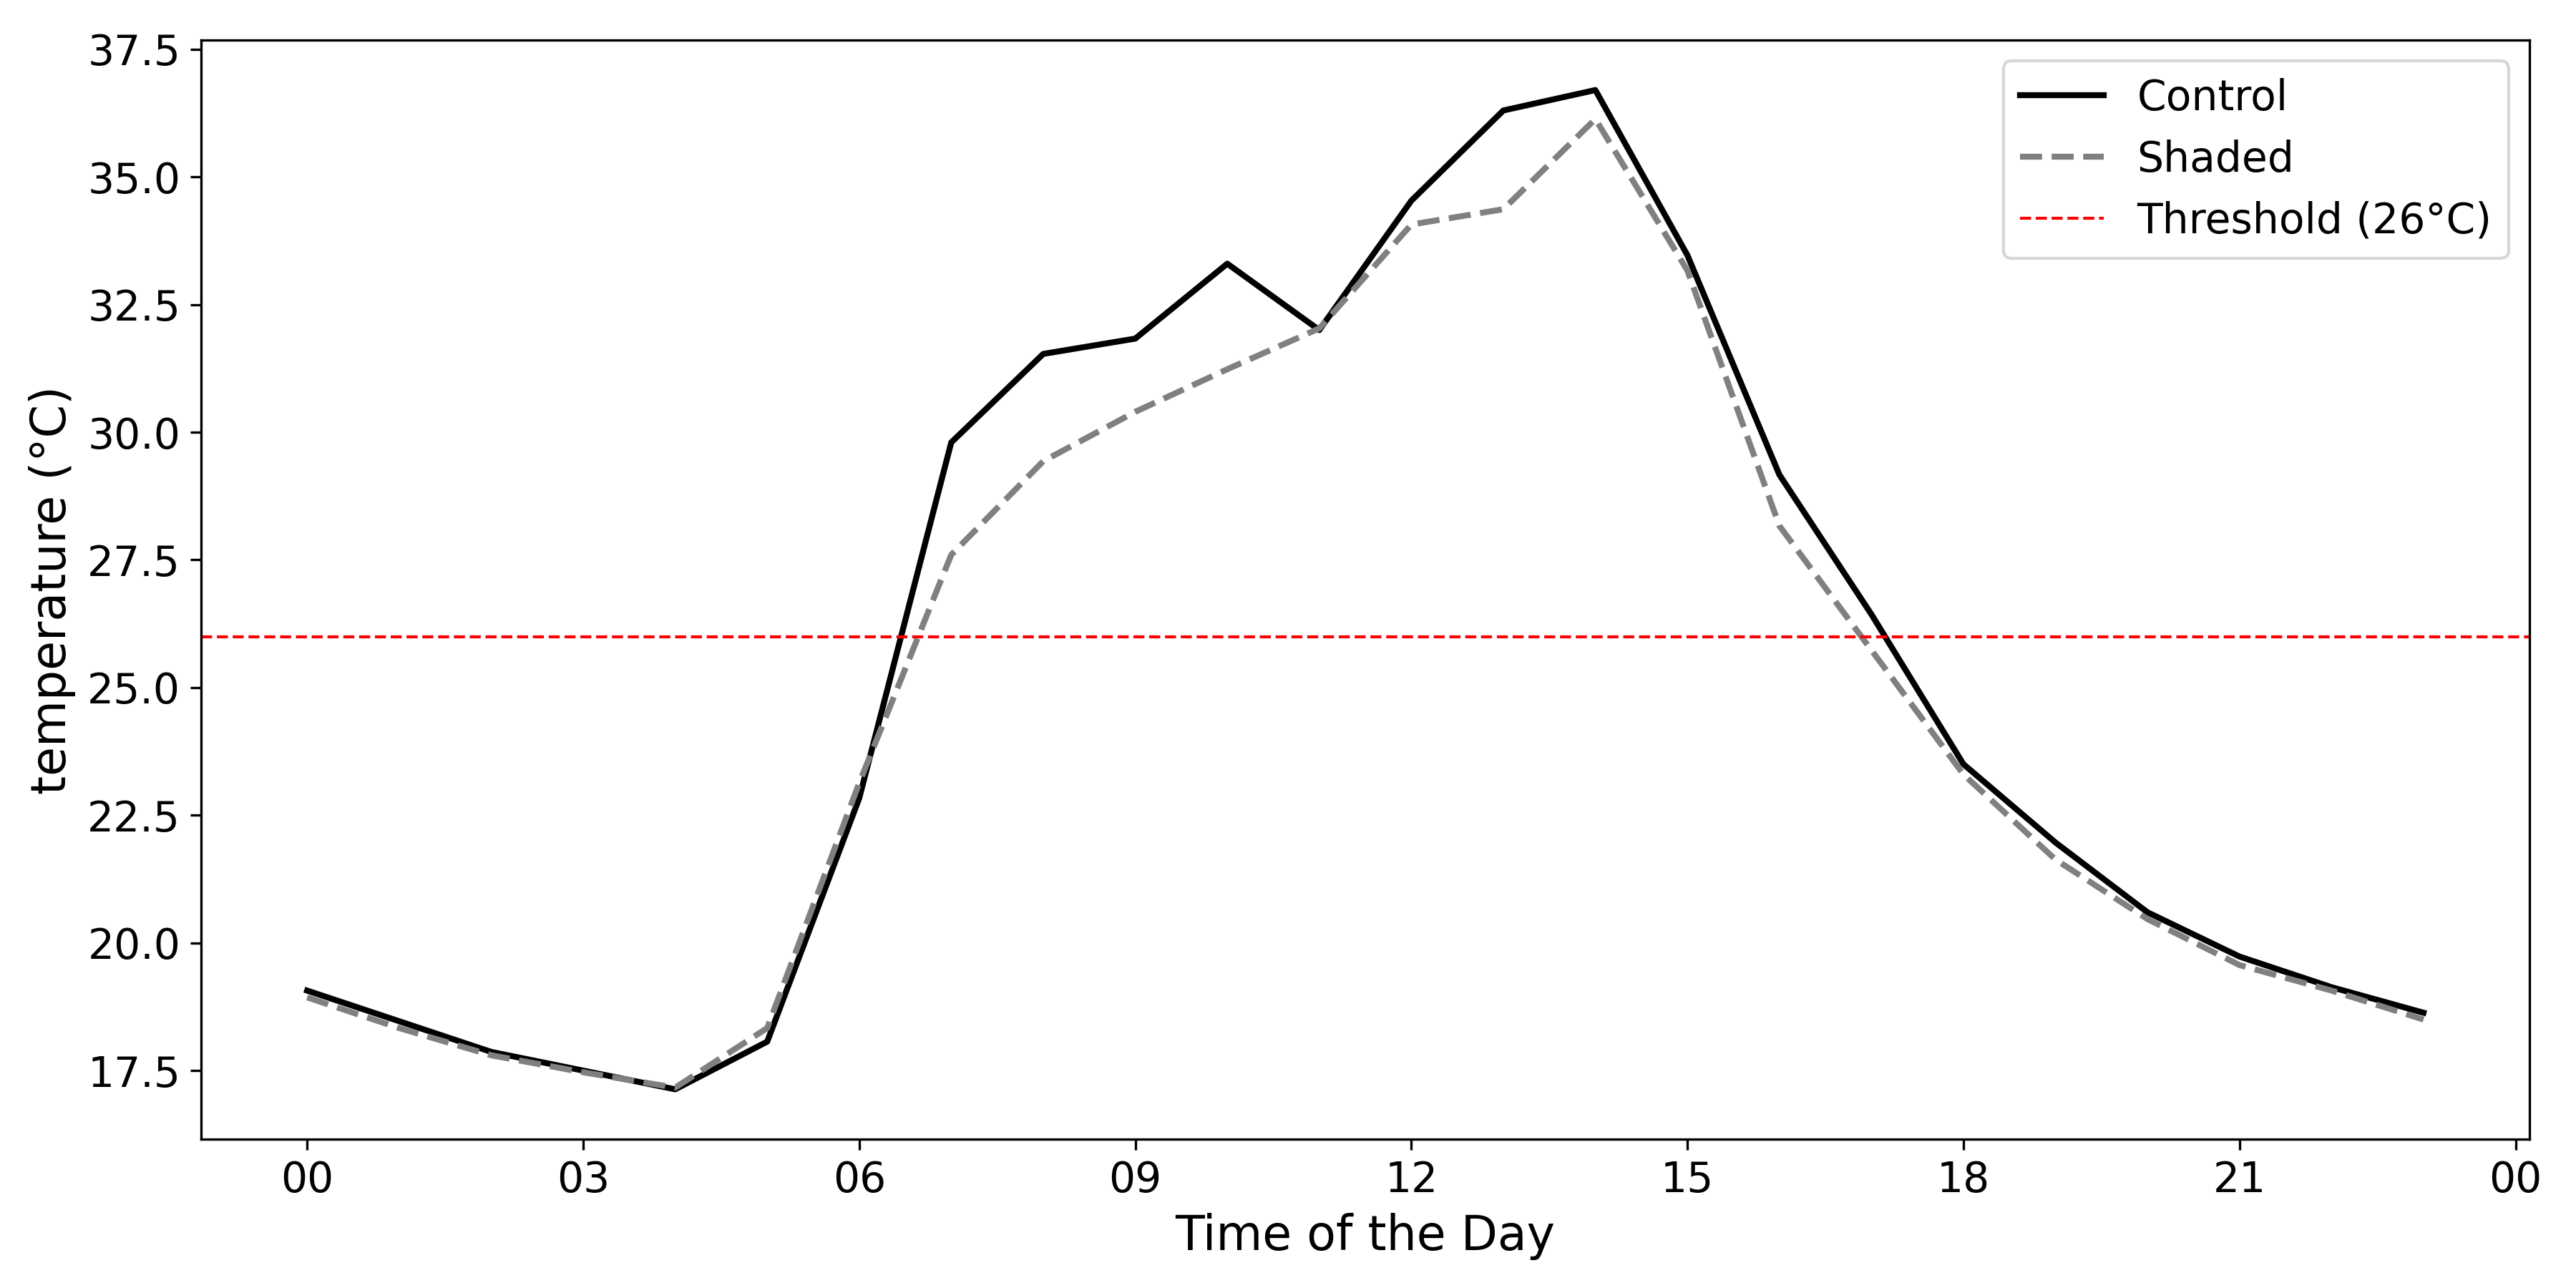 37.5
35.0
32.5
30.0
27.5
25.0
22.5
20.0
17.5
temperature (°C)
Control
Shaded
Threshold (26°C)
00 03 06 09 12 15 18 21 00
Time of the Day